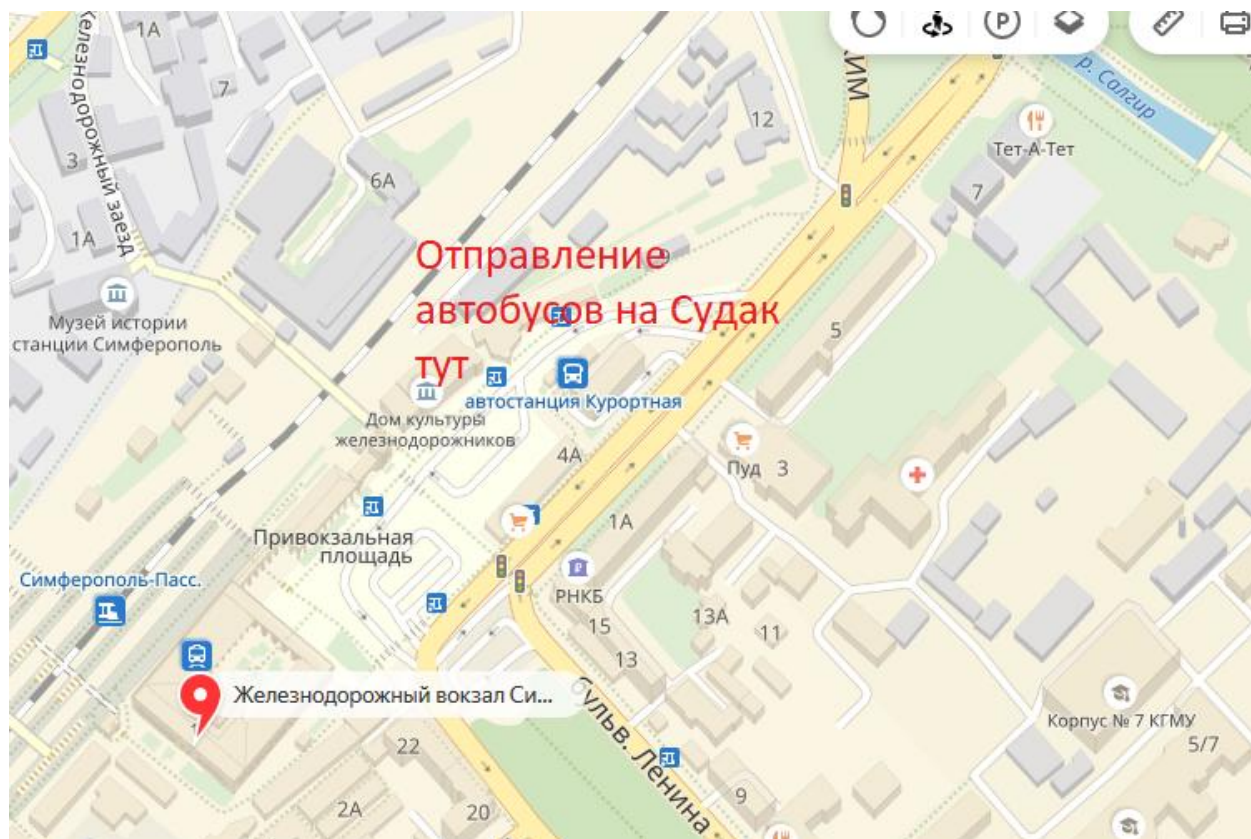 1А
Железнодорожный заезд
7
3
6А
12
ИМ
P
р. Салгир
Тет-А-Тет
7
1А
Музей истории
станции Симферополь
Отправление
автобусов на Судак
тут
9
5
автостанция Курортная
Дом культуры
железнодорожников
4А
Пуд 3
1А
Привокзальная
площадь
Симферополь-Пасс.
РНКБ
15
13А
11
13
Железнодорожный вокзал Си...
бульв. Ленина
Корпус № 7 КГМУ
5/7
22
2А
20
9